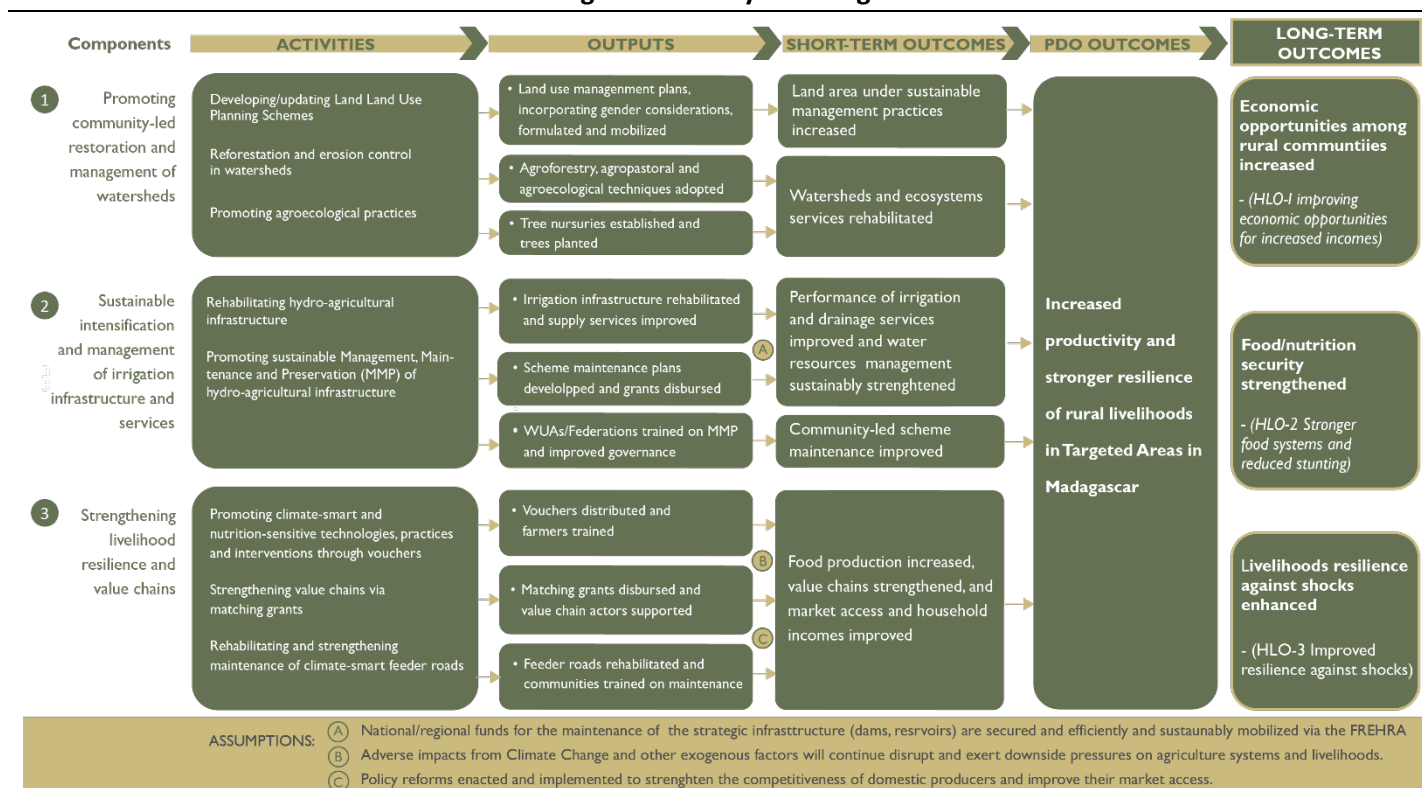 Components
ACTIVITIES
OUTPUTS
SHORT-TERM OUTCOMES
PDO OUTCOMES
LONG-TERM
OUTCOMES
1
Promoting
community-led
restoration and
management of
watersheds
Developing/updating Land Land Use
Planning Schemes
Reforestation and erosion control
in watersheds
Promoting agroecological practices
• Land use managenment plans,
incorporating gender considerations,
formulated and mobilized
• Agroforestry, agropastoral and
agroecological techniques adopted
• Tree nursuries established and
trees planted
Land area under sustainable
management practices
increased
Watersheds and ecosystems
services rehabilitated
2
Sustainable
intensification
and management
of irrigation
infrastructure and
services
Rehabilitating hydro-agricultural
infrastructure
Promoting sustainable Management, Main-
tenance and Preservation (MMP) of
hydro-agricultural infrastructure
• Irrigation infrastructure rehabilitated
and supply services improved
• Scheme maintenance plans
develolpped and grants disbursed
• WUAs/Federations trained on MMP
and improved governance
A
Performance of irrigation
and drainage services
improved and water
resources management
sustainably strenghtened
Community-led scheme
maintenance improved
3
Strengthening
livelihood
resilience and
value chains
Promoting climate-smart and
nutrition-sensitive technologies, practices
and interventions through vouchers
Strengthening value chains via
matching grants
Rehabilitating and strengthening
maintenance of climate-smart feeder roads
• Vouchers distributed and
farmers trained
• Matching grants disbursed and
value chain actors supported
• Feeder roads rehabilitated and
communities trained on maintenance
B
C
Food production increased,
value chains strengthened, and
market access and household
incomes improved
Increased
productivity and
stronger resilience
of rural livelihoods
in Targeted Areas in
Madagascar
Economic
opportunities among
rural communtiies
increased
- (HLO-1 improving
economic opportunities
for increased incomes)
Food/nutrition
security
strengthened
- (HLO-2 Stronger
food systems and
reduced stunting)
Livelihoods resilience
against shocks
enhanced
- (HLO-3 Improved
resilience against shocks)
ASSUMPTIONS:
A National/regional funds for the maintenance of the strategic infrasttructure (dams, resrvoirs) are secured and efficiently and sustaunably mobilized via the FREHRA
B Adverse impacts from Climate Change and other exogenous factors will continue disrupt and exert downside pressures on agriculture systems and livelihoods.
C Policy reforms enacted and implemented to strenghten the competitiveness of domestic producers and improve their market access.